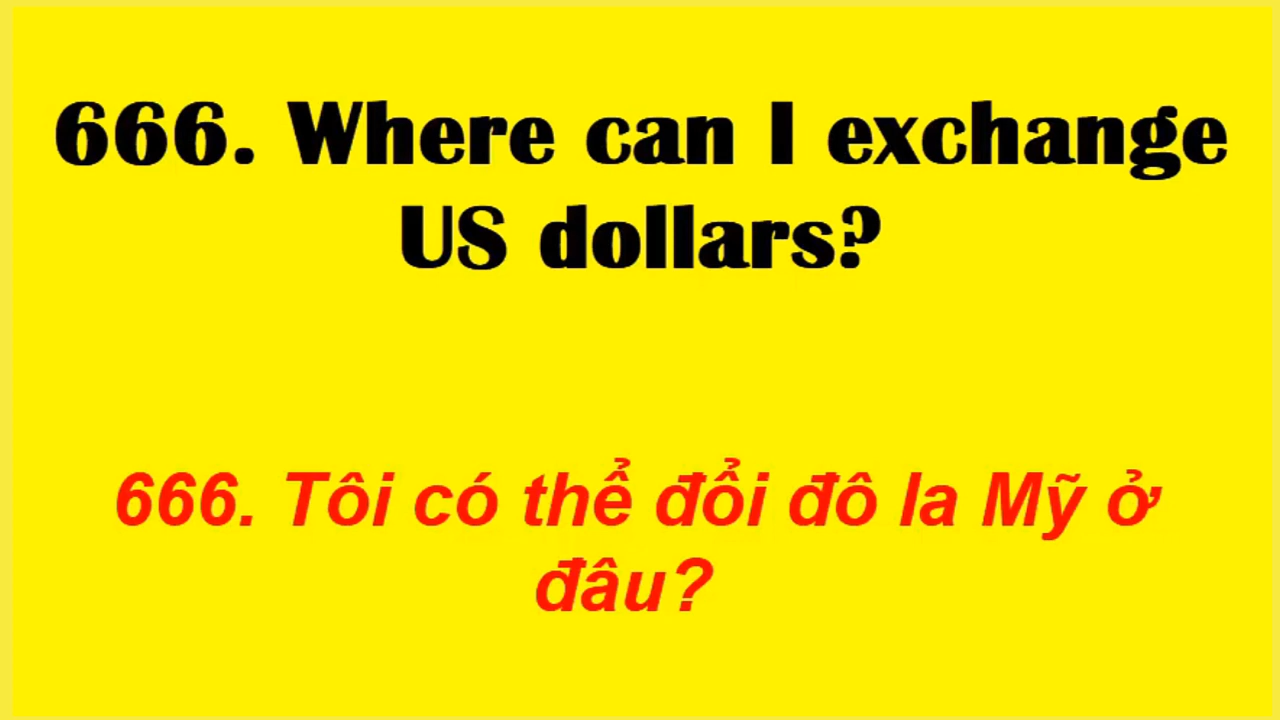 666. Where can I exchange
US dollars?
666. Tôi có thể đổi đô la Mỹ ở
đâu?